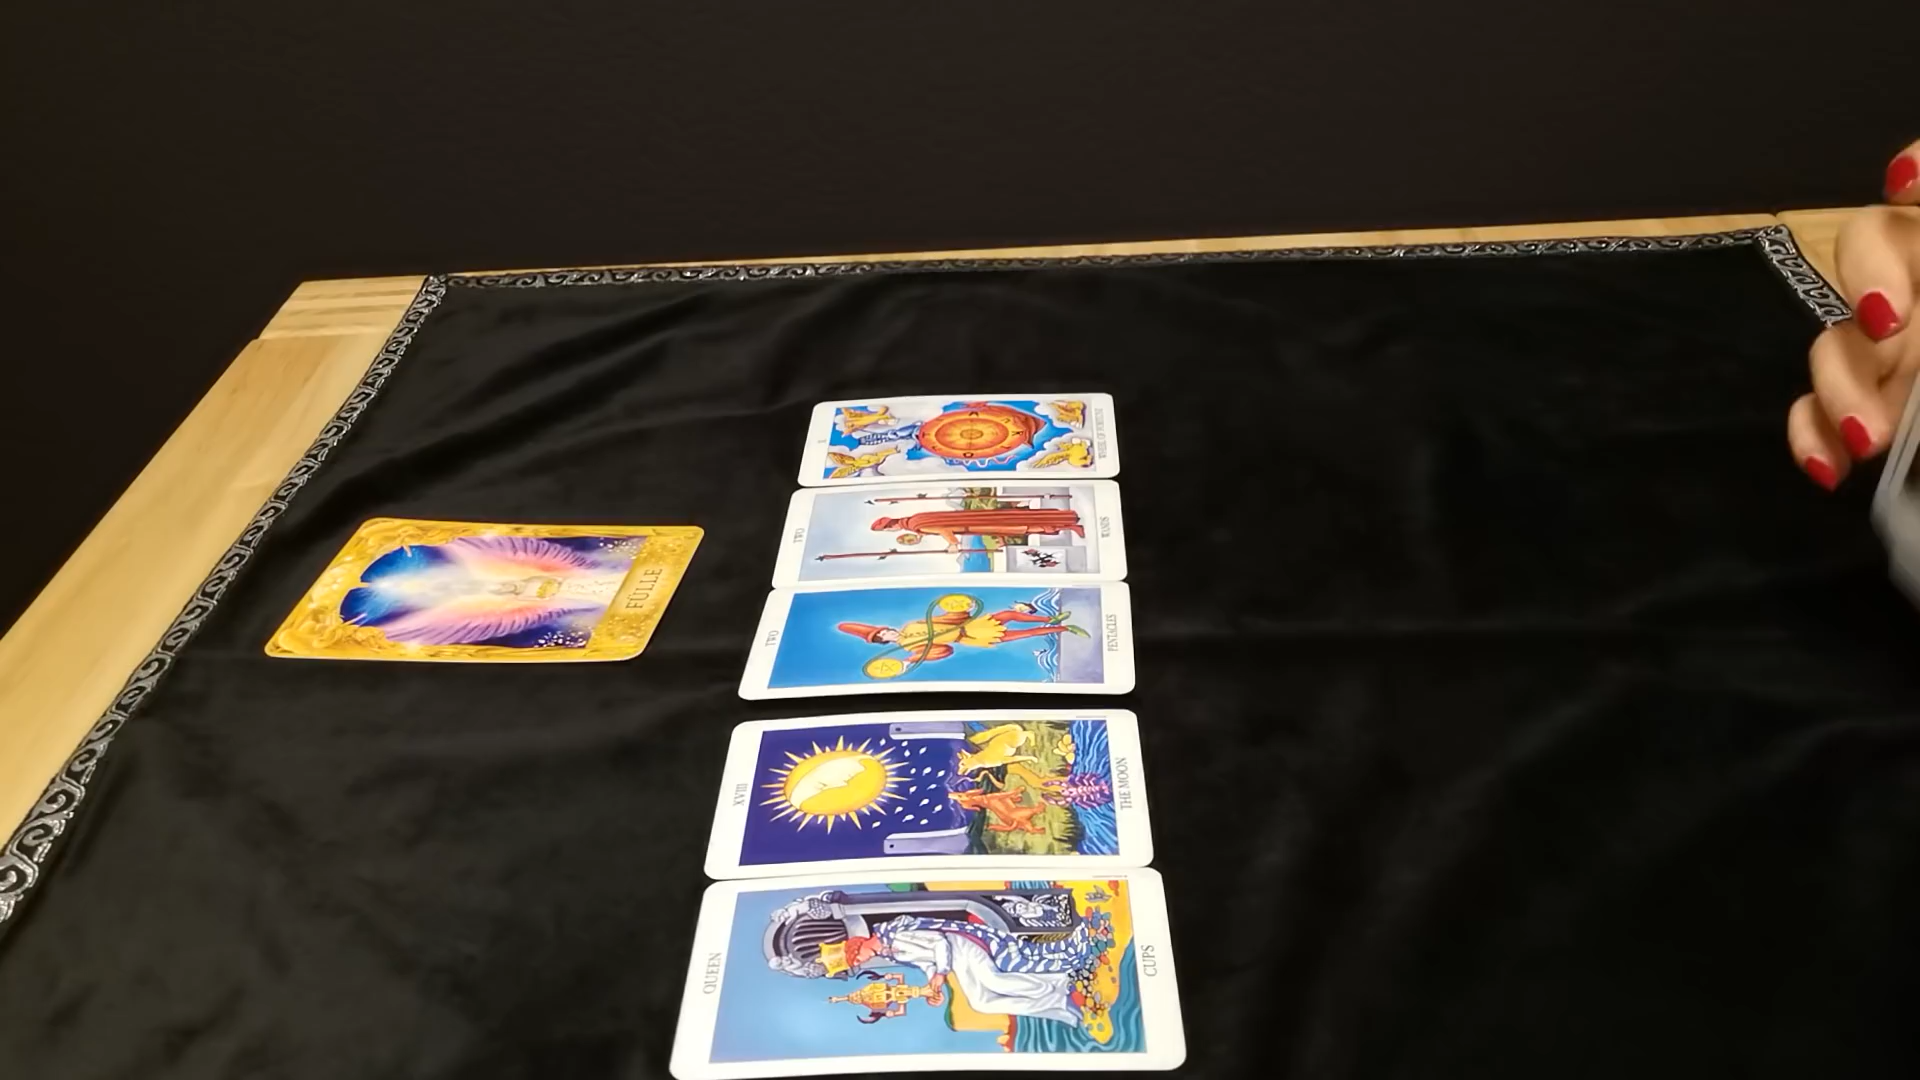 X
WHEEL OF FORTUNE
TWO
WANDS
FÜLLE
TWO
PENTACLES
XVIII
THE MOON
QUEEN
CUPS